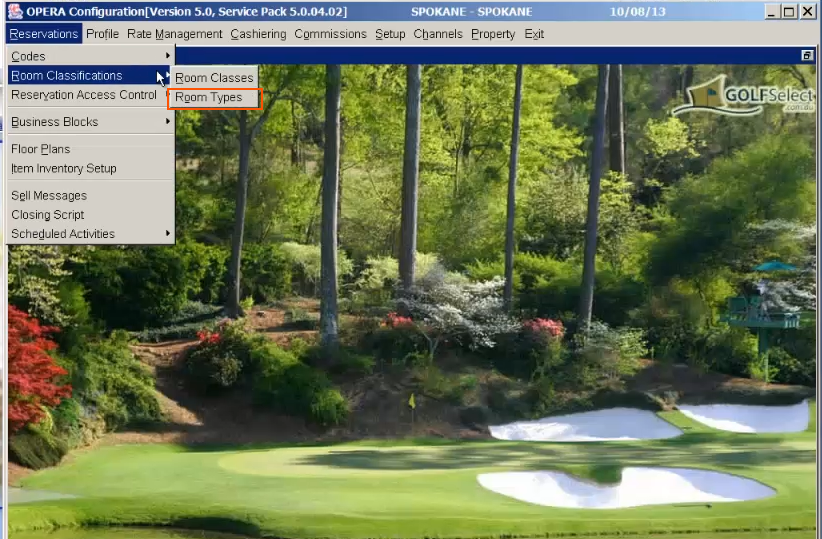 OPERA Configuration[Version 5.0, Service Pack 5.0.04.02] SPOKANE - SPOKANE 10/08/13
Reservations Profile Rate Management Cashiering Commissions Setup Channels Property Exit
Codes
Room Classifications
Room Classes
Reservation Access Control
Room Types
Business Blocks
Floor Plans
Item Inventory Setup
Sell Messages
Closing Script
Scheduled Activities
GOLFSelect
.com.au